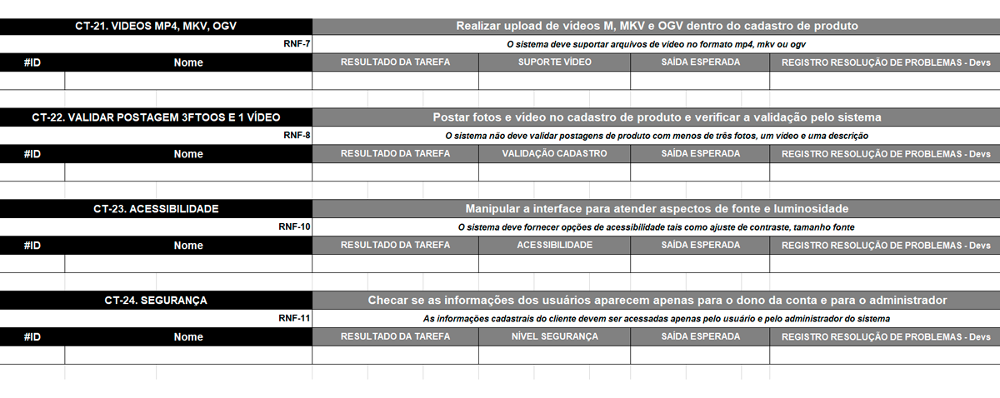 CT-21. VIDEOS MP4, MKV, OGV Realizar upload de vídeos M, MKV e OGV dentro do cadastro de produto
RNF-7 O sistema deve suportar arquivos de vídeo no formato mp4, mkv ou ogv
#ID Nome RESULTADO DA TAREFA SUPORTE VÍDEO SAÍDA ESPERADA REGISTRO RESOLUÇÃO DE PROBLEMAS - Devs
CT-22. VALIDAR POSTAGEM 3FTOOS E 1 VÍDEO Postar fotos e vídeo no cadastro de produto e verificar a validação pelo sistema
RNF-8 O sistema não deve validar postagens de produto com menos de três fotos, um vídeo e uma descrição
#ID Nome RESULTADO DA TAREFA VALIDAÇÃO CADASTRO SAÍDA ESPERADA REGISTRO RESOLUÇÃO DE PROBLEMAS - Devs
CT-23. ACESSIBILIDADE Manipular a interface para atender aspectos de fonte e luminosidade
RNF-10 O sistema deve fornecer opções de acessibilidade tais como ajuste de contraste, tamanho fonte
#ID Nome RESULTADO DA TAREFA ACESSIBILIDADE SAÍDA ESPERADA REGISTRO RESOLUÇÃO DE PROBLEMAS - Devs
CT-24. SEGURANÇA Checar se as informações dos usuários aparecem apenas para o dono da conta e para o administrador
RNF-11 As informações cadastrais do cliente devem ser acessadas apenas pelo usuário e pelo administrador do sistema
#ID Nome RESULTADO DA TAREFA NÍVEL SEGURANÇA SAÍDA ESPERADA REGISTRO RESOLUÇÃO DE PROBLEMAS - Devs